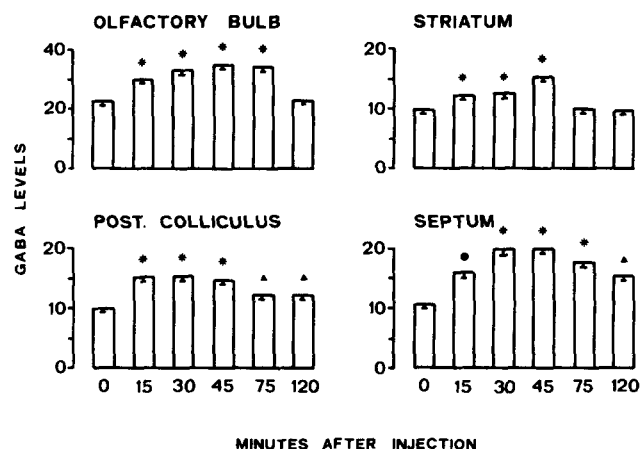 OLFACTORY BULB
40
20
0
STRIATUM
20
10
0
GABA LEVELS
POST. COLLICULUS
20
10
0
0 15 30 45 75 120
SEPTUM
20
10
0
0 15 30 45 75 120
MINUTES AFTER INJECTION